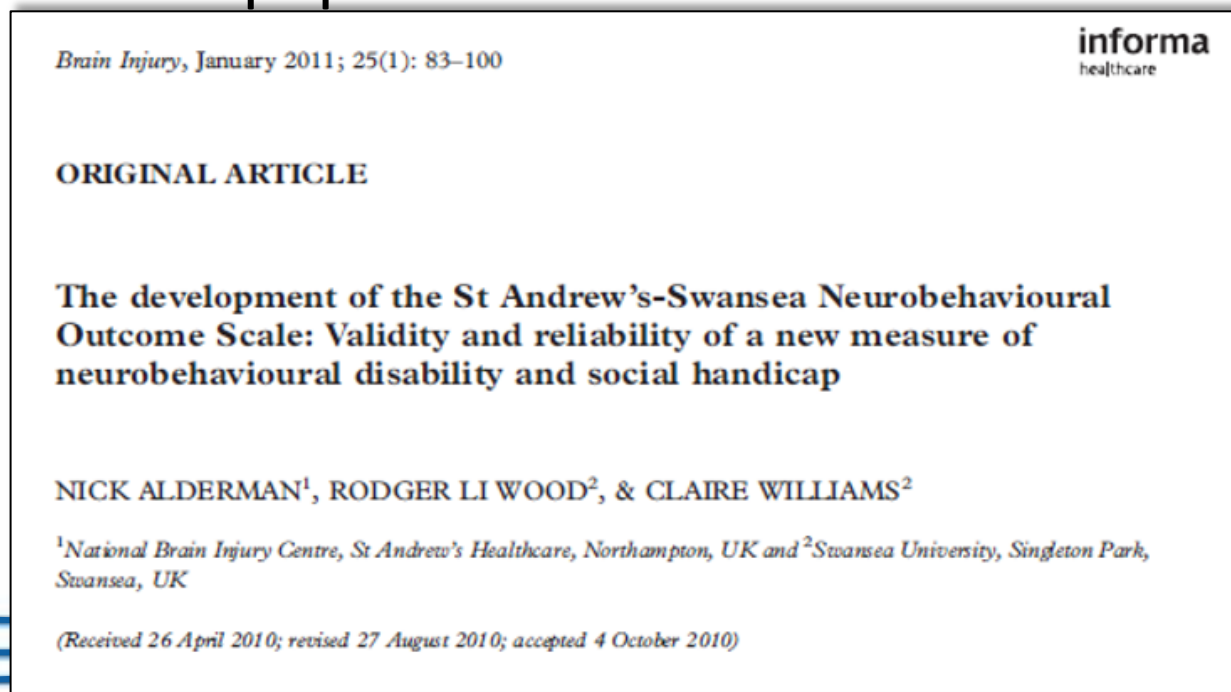 Brain Injury, January 2011; 25(1): 83–100
informa
healthcare
ORIGINAL ARTICLE
The development of the St Andrew's-Swansea Neurobehavioural
Outcome Scale: Validity and reliability of a new measure of
neurobehavioural disability and social handicap
NICK ALDERMAN¹, RODGER LI WOOD², & CLAIRE WILLIAMS²
¹National Brain Injury Centre, St Andrew's Healthcare, Northampton, UK and ²Swansea University, Singleton Park,
Swansea, UK
(Received 26 April 2010; revised 27 August 2010; accepted 4 October 2010)